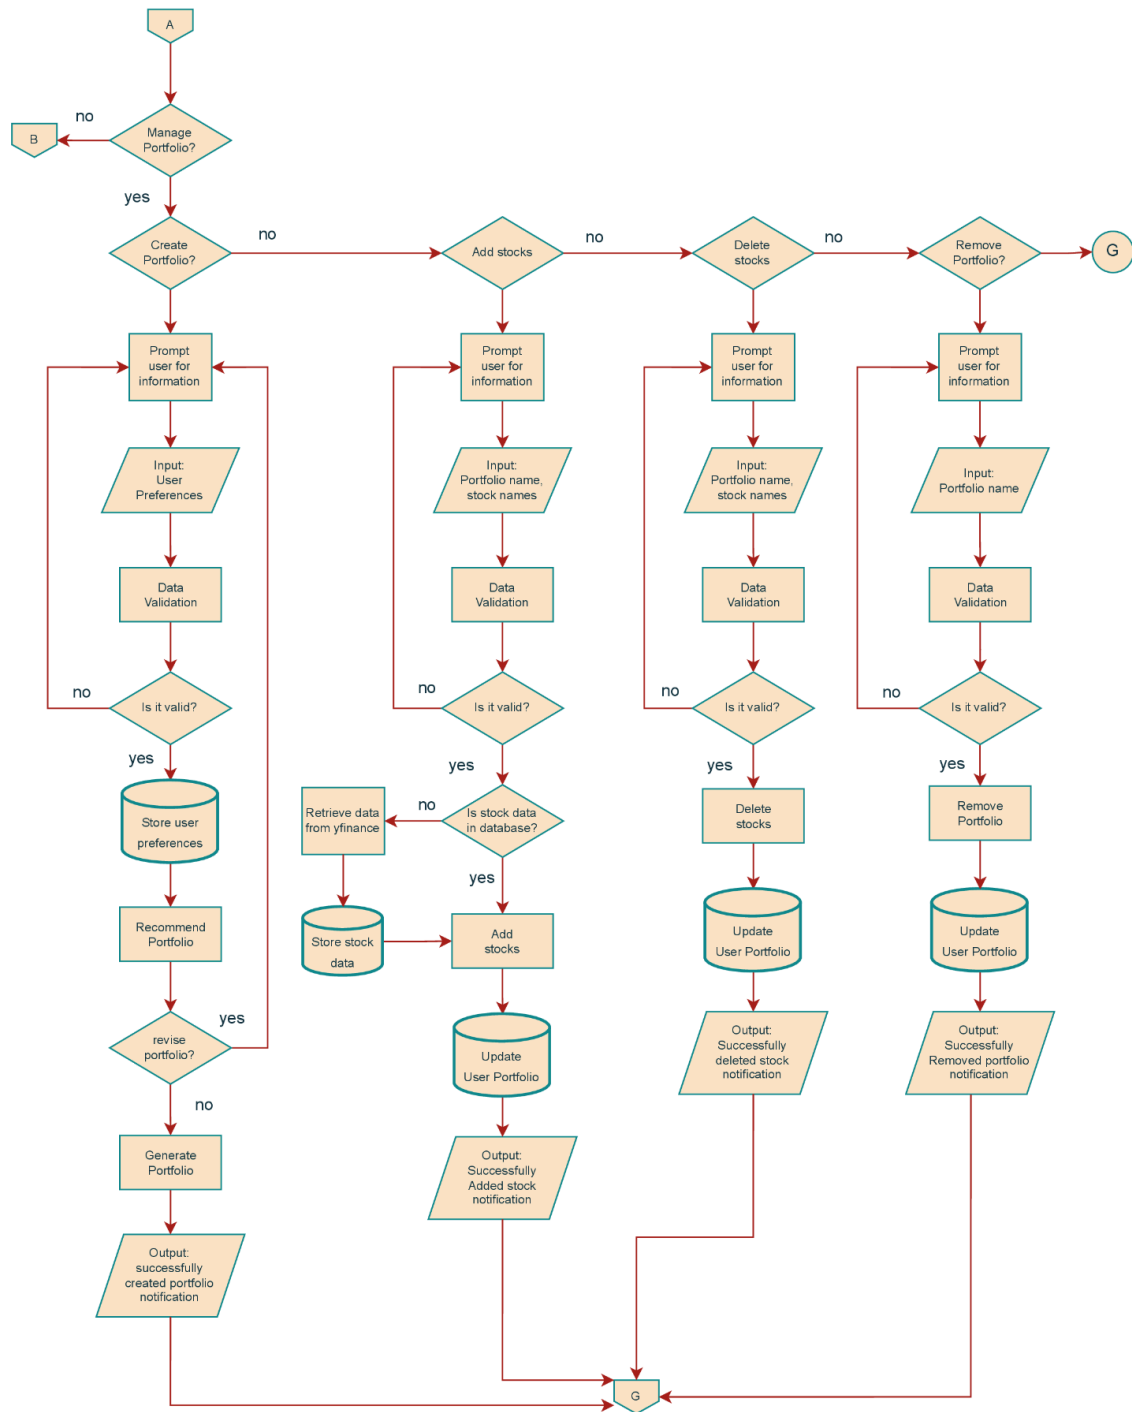 A
no
B
Manage
Portfolio?
yes
Create
Portfolio?
no
Add stocks
no
Delete
stocks
no
Remove
Portfolio?
G
Prompt
user for
information
Prompt
user for
information
Prompt
user for
information
Prompt
user for
information
Input:
User
Preferences
Input:
Portfolio name,
stock names
Input:
Portfolio name,
stock names
Input:
Portfolio name
Data
Validation
Data
Validation
Data
Validation
Data
Validation
no
Is it valid?
no
Is it valid?
no
Is it valid?
no
Is it valid?
yes
yes
yes
yes
Store user
preferences
Retrieve data
from yfinance
no
Is stock data
in database?
Delete
stocks
Remove
Portfolio
yes
Recommend
Portfolio
Store stock
data
Add
stocks
Update
User Portfolio
Update
User Portfolio
revise
portfolio?
yes
Update
User Portfolio
Output:
Successfully
deleted stock
notification
Output:
Successfully
Removed portfolio
notification
no
Generate
Portfolio
Output:
Successfully
Added stock
notification
Output:
successfully
created portfolio
notification
G